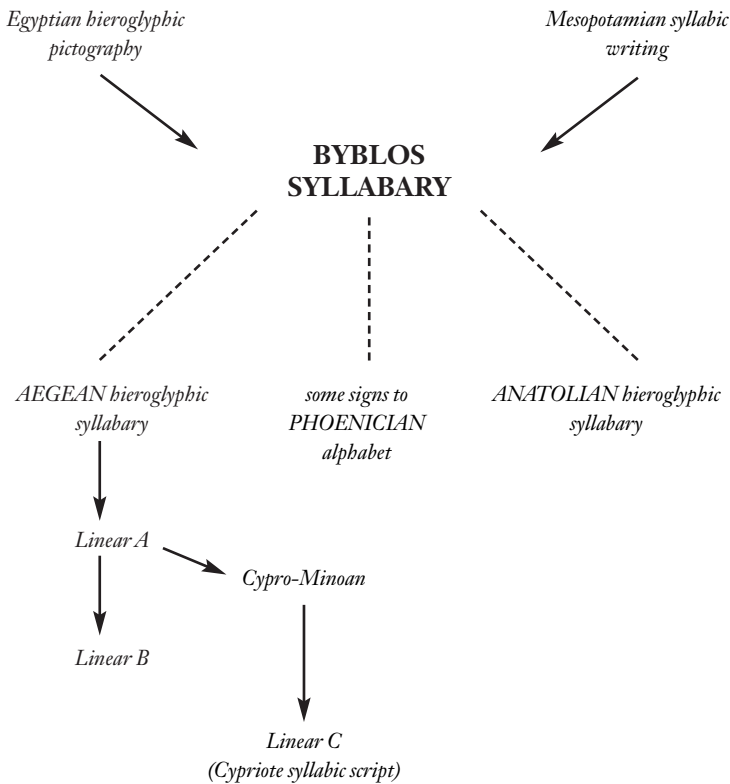 Egyptian hieroglyphic
pictography
Mesopotamian syllabic
writing
BYBLOS
SYLLABARY
AEGEAN hieroglyphic
syllabary
some signs to
PHOENICIAN
alphabet
ANATOLIAN hieroglyphic
syllabary
Linear A
Cypro-Minoan
Linear B
Linear C
(Cypriote syllabic script)